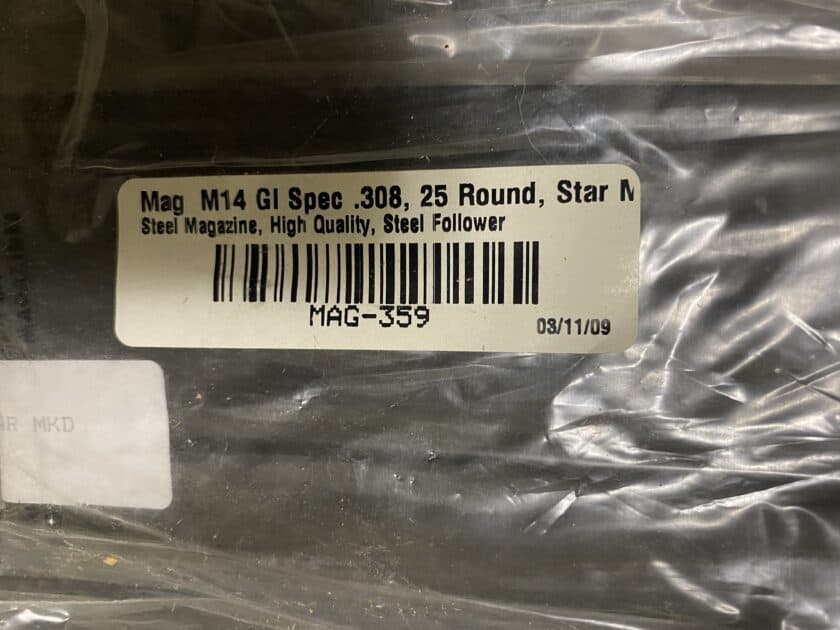 Mag M14 GI Spec .308, 25 Round, Star
Steel Magazine, High Quality, Steel Follower
MAG-359
03/11/09
MKD